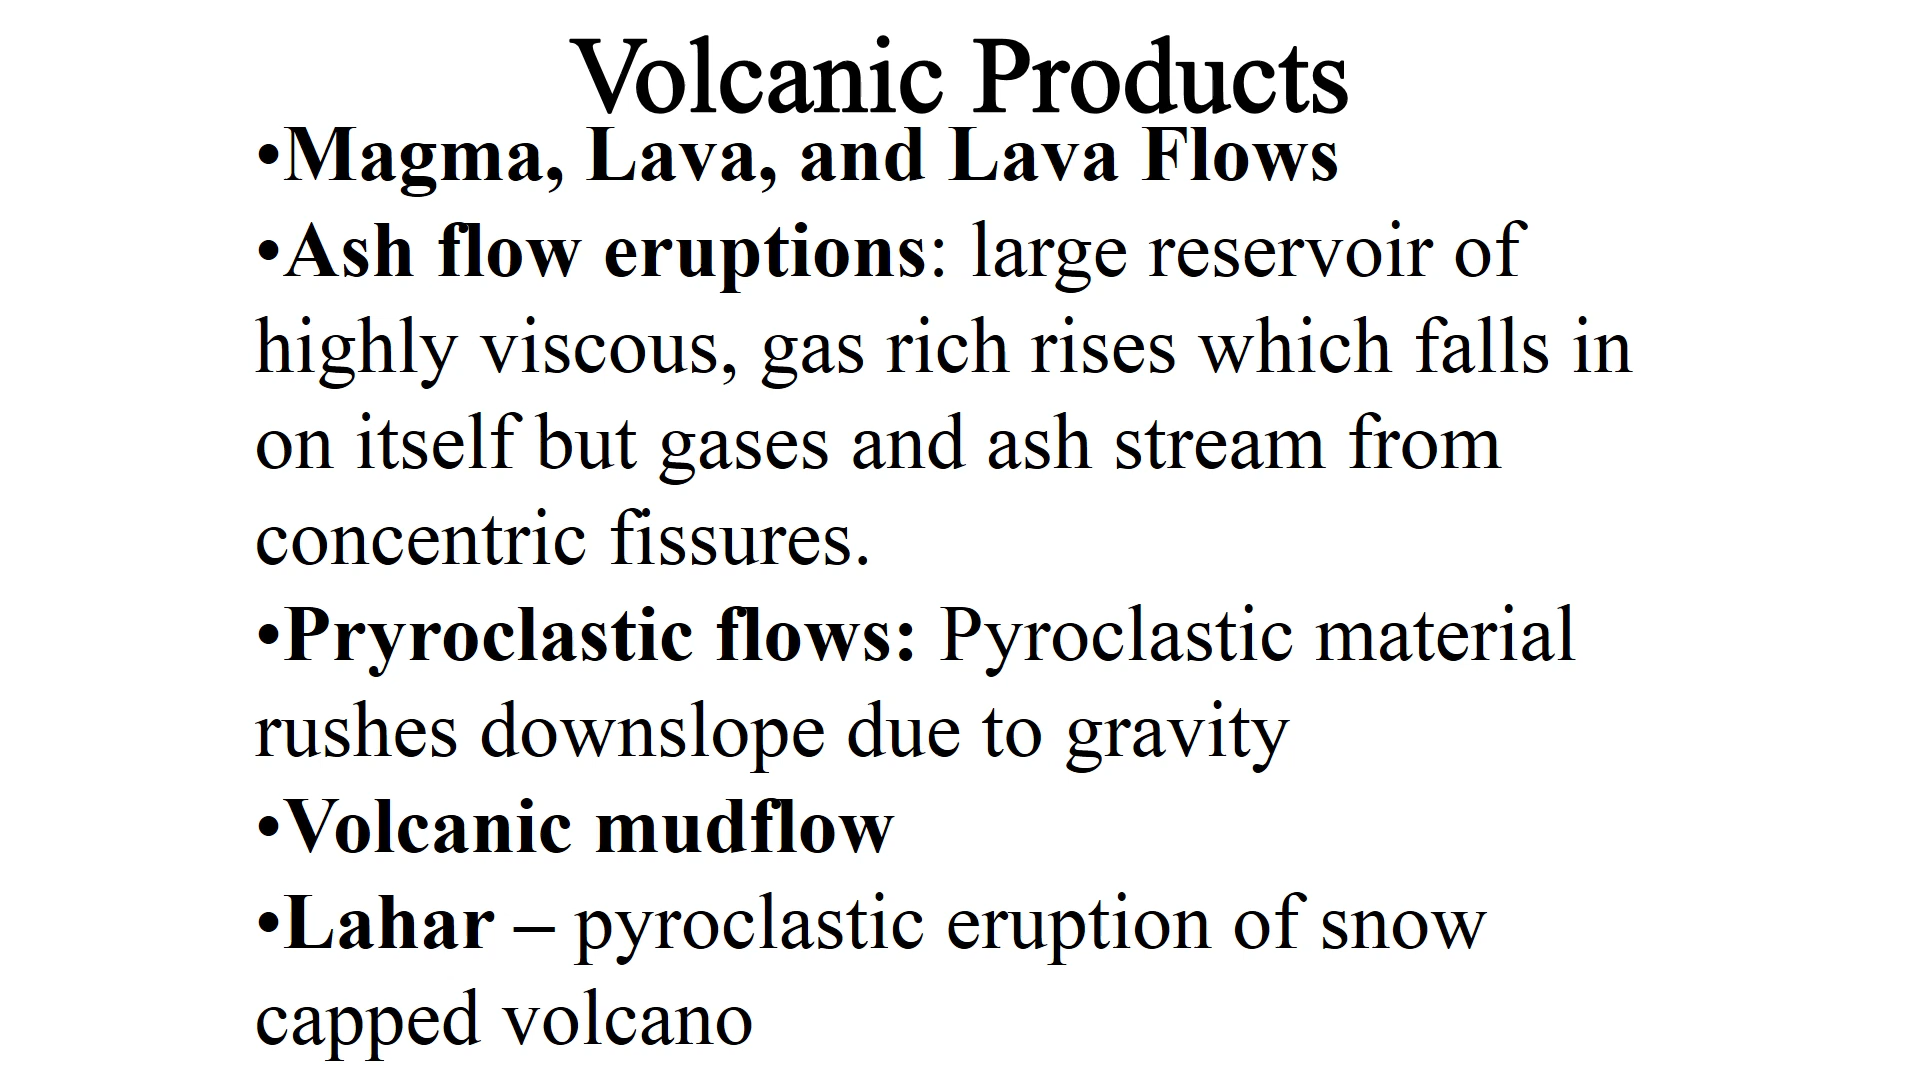 Volcanic Products
•Magma, Lava, and Lava Flows
•Ash flow eruptions: large reservoir of
highly viscous, gas rich rises which falls in
on itself but gases and ash stream from
concentric fissures.
•Pryroclastic flows: Pyroclastic material
rushes downslope due to gravity
•Volcanic mudflow
•Lahar – pyroclastic eruption of snow
capped volcano